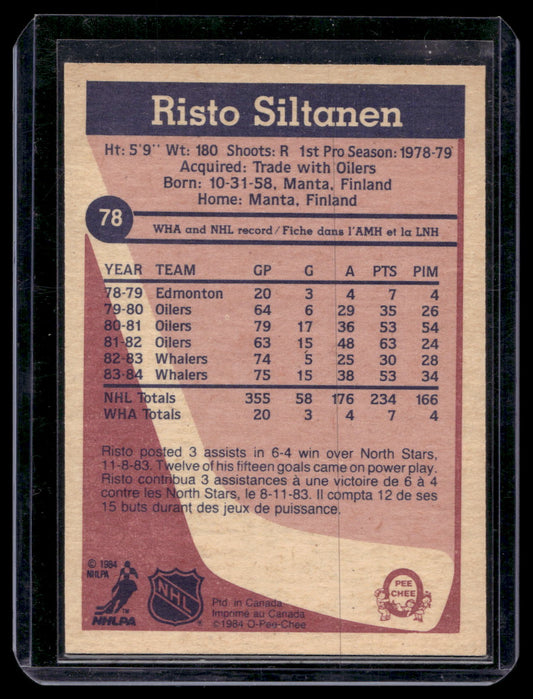 Risto Siltanen
Ht: 5'9'' Wt: 180 Shoots: R 1st Pro Season: 1978-79
Acquired: Trade with Oilers
Born: 10-31-58, Manta, Finland
Home: Manta, Finland
78
WHA and NHL record/Fiche dans l'AMH et la LNH
YEAR TEAM GP G A PTS PIM
78-79 Edmonton 20 3 4 7 4
79-80 Oilers 64 6 29 35 26
80-81 Oilers 79 17 36 53 54
81-82 Oilers 63 15 48 63 24
82-83 Whalers 74 5 25 30 28
83-84 Whalers 75 15 38 53 34
NHL Totals 355 58 176 234 166
WHA Totals 20 3 4 7 4
Risto posted 3 assists in 6-4 win over North Stars,
11-8-83. Twelve of his fifteen goals came on power play.
Risto contribua 3 assistances à une victoire de 6 à 4
contre les North Stars, le 8-11-83. Il compta 12 de ses
15 buts durant des jeux de puissance.
© 1984
NHLPA
NHLPA
TM
NHL
Ptd. in Canada
Imprimé au Canada
©1984 O-Pee-Chee
O
PEE
CHEE